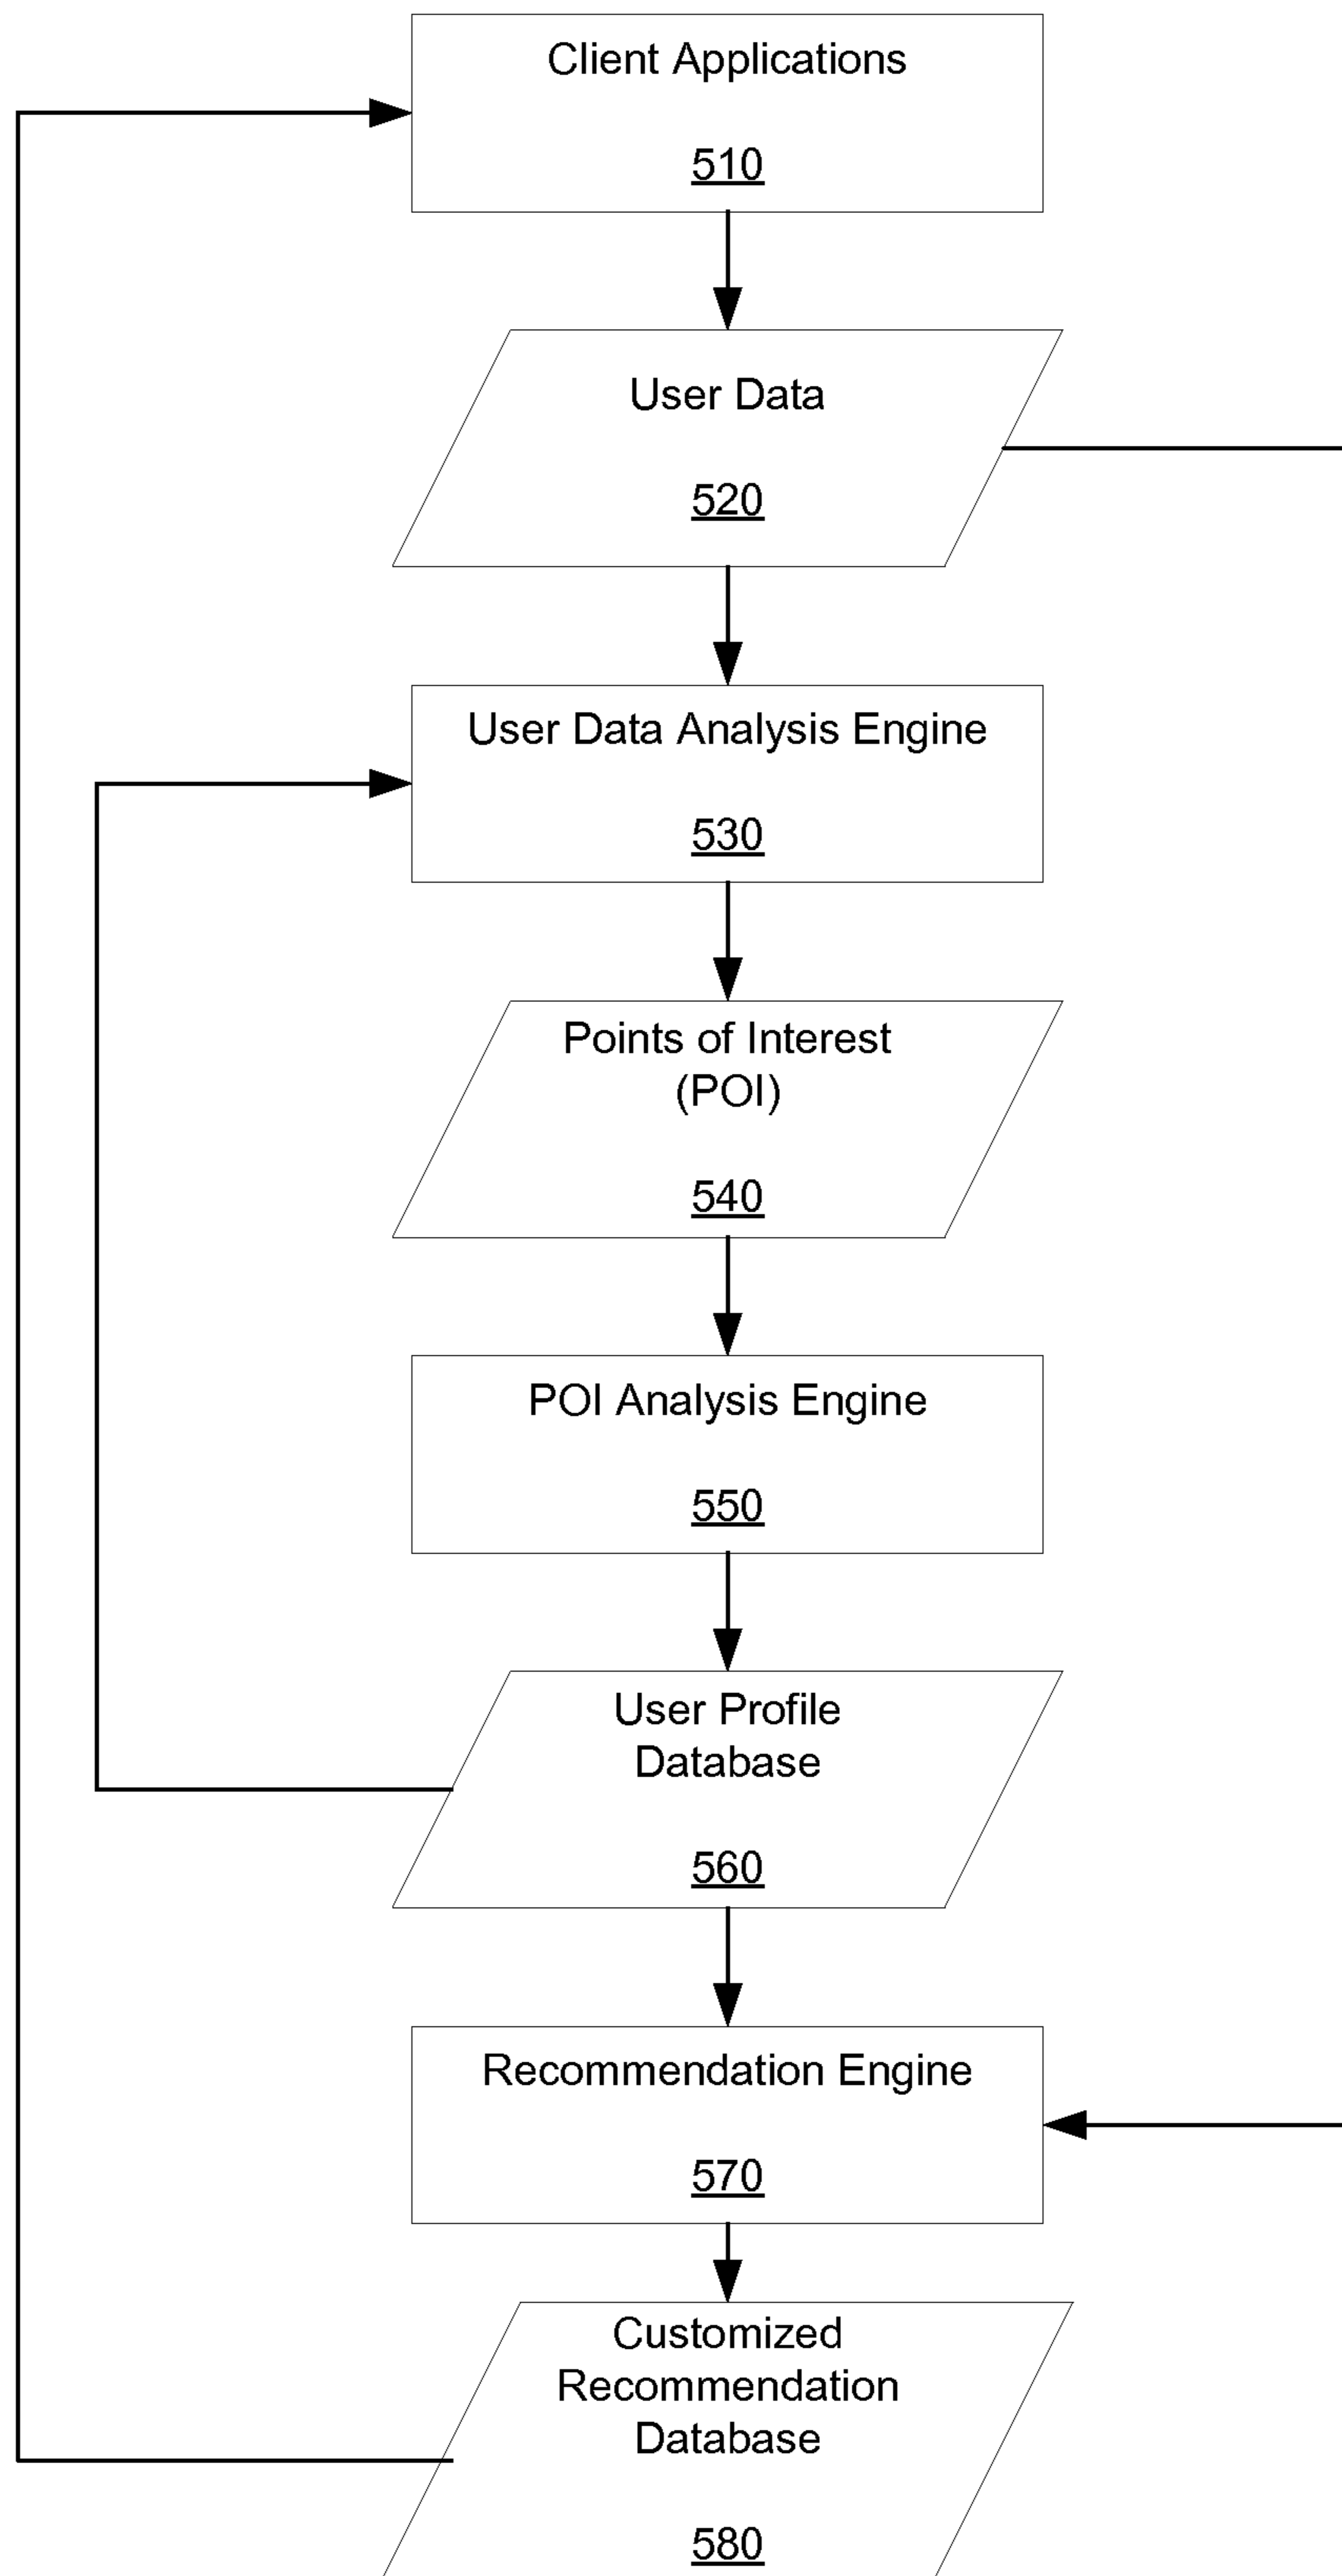 Client Applications
510
User Data
520
User Data Analysis Engine
530
Points of Interest
(POI)
540
POI Analysis Engine
550
User Profile
Database
560
Recommendation Engine
570
Customized
Recommendation
Database
580